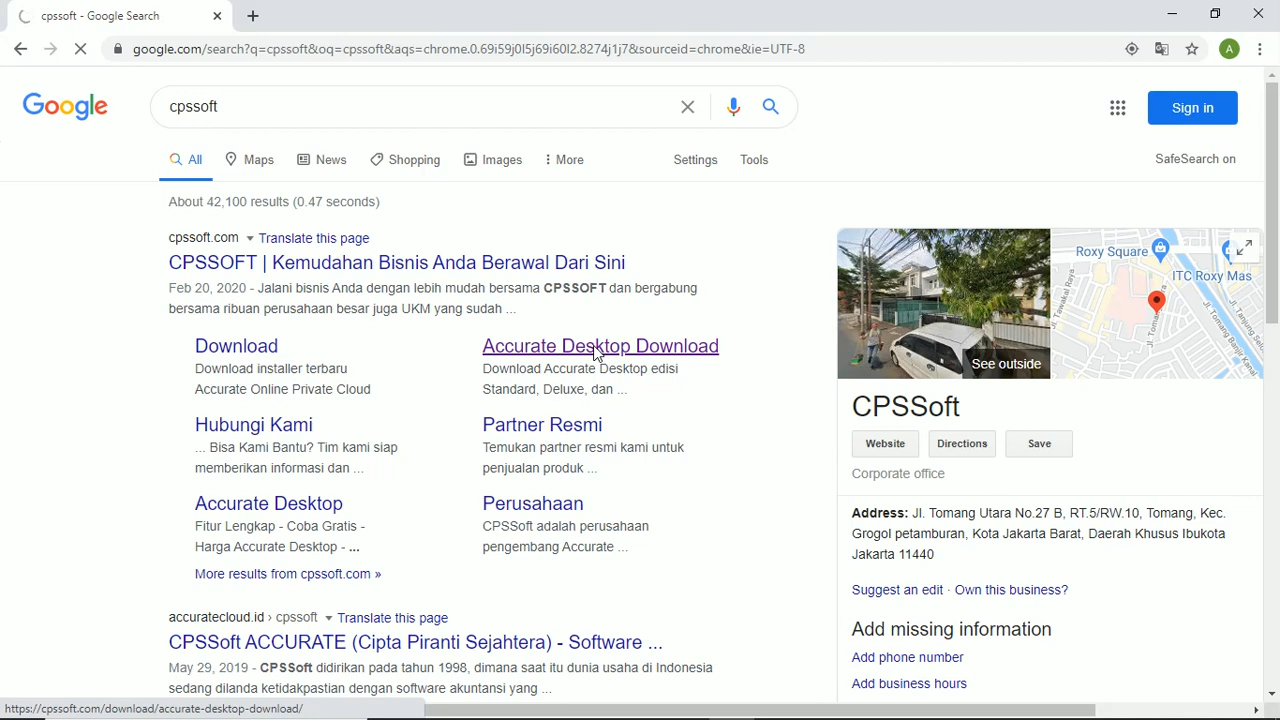 cpssoft - Google Search
google.com/search?q=cpssoft&oq=cpssoft&aqs=chrome.0.69i59j0l5j69i60l2.8274j1j7&sourceid=chrome&ie=UTF-8
A
Google
cpssoft
Sign in
All
Maps
News
Shopping
Images
More
Settings
Tools
SafeSearch on
About 42,100 results (0.47 seconds)
cpssoft.com
Translate this page
CPSSOFT | Kemudahan Bisnis Anda Berawal Dari Sini
Feb 20, 2020 - Jalani bisnis Anda dengan lebih mudah bersama CPSSOFT dan bergabung
bersama ribuan perusahaan besar juga UKM yang sudah ...
Download
Download installer terbaru
Accurate Online Private Cloud
Accurate Desktop Download
Download Accurate Desktop edisi
Standard, Deluxe, dan ...
Hubungi Kami
... Bisa Kami Bantu? Tim kami siap
memberikan informasi dan ...
Partner Resmi
Temukan partner resmi kami untuk
penjualan produk ...
Accurate Desktop
Fitur Lengkap - Coba Gratis -
Harga Accurate Desktop - ...
Perusahaan
CPSSoft adalah perusahaan
pengembang Accurate ...
More results from cpssoft.com »
accuratecloud.id › cpssoft
Translate this page
CPSSoft ACCURATE (Cipta Piranti Sejahtera) - Software ...
May 29, 2019 - CPSSoft didirikan pada tahun 1998, dimana saat itu dunia usaha di Indonesia
sedang dilanda ketidakpastian dengan software akuntansi yang ...
See outside
Roxy Square
ITC Roxy Mas
CPSSoft
Website
Directions
Save
Corporate office
Address: Jl. Tomang Utara No.27 B, RT.5/RW.10, Tomang, Kec.
Grogol petamburan, Kota Jakarta Barat, Daerah Khusus Ibukota
Jakarta 11440
Suggest an edit · Own this business?
Add missing information
Add phone number
Add business hours
https://cpssoft.com/download/accurate-desktop-download/